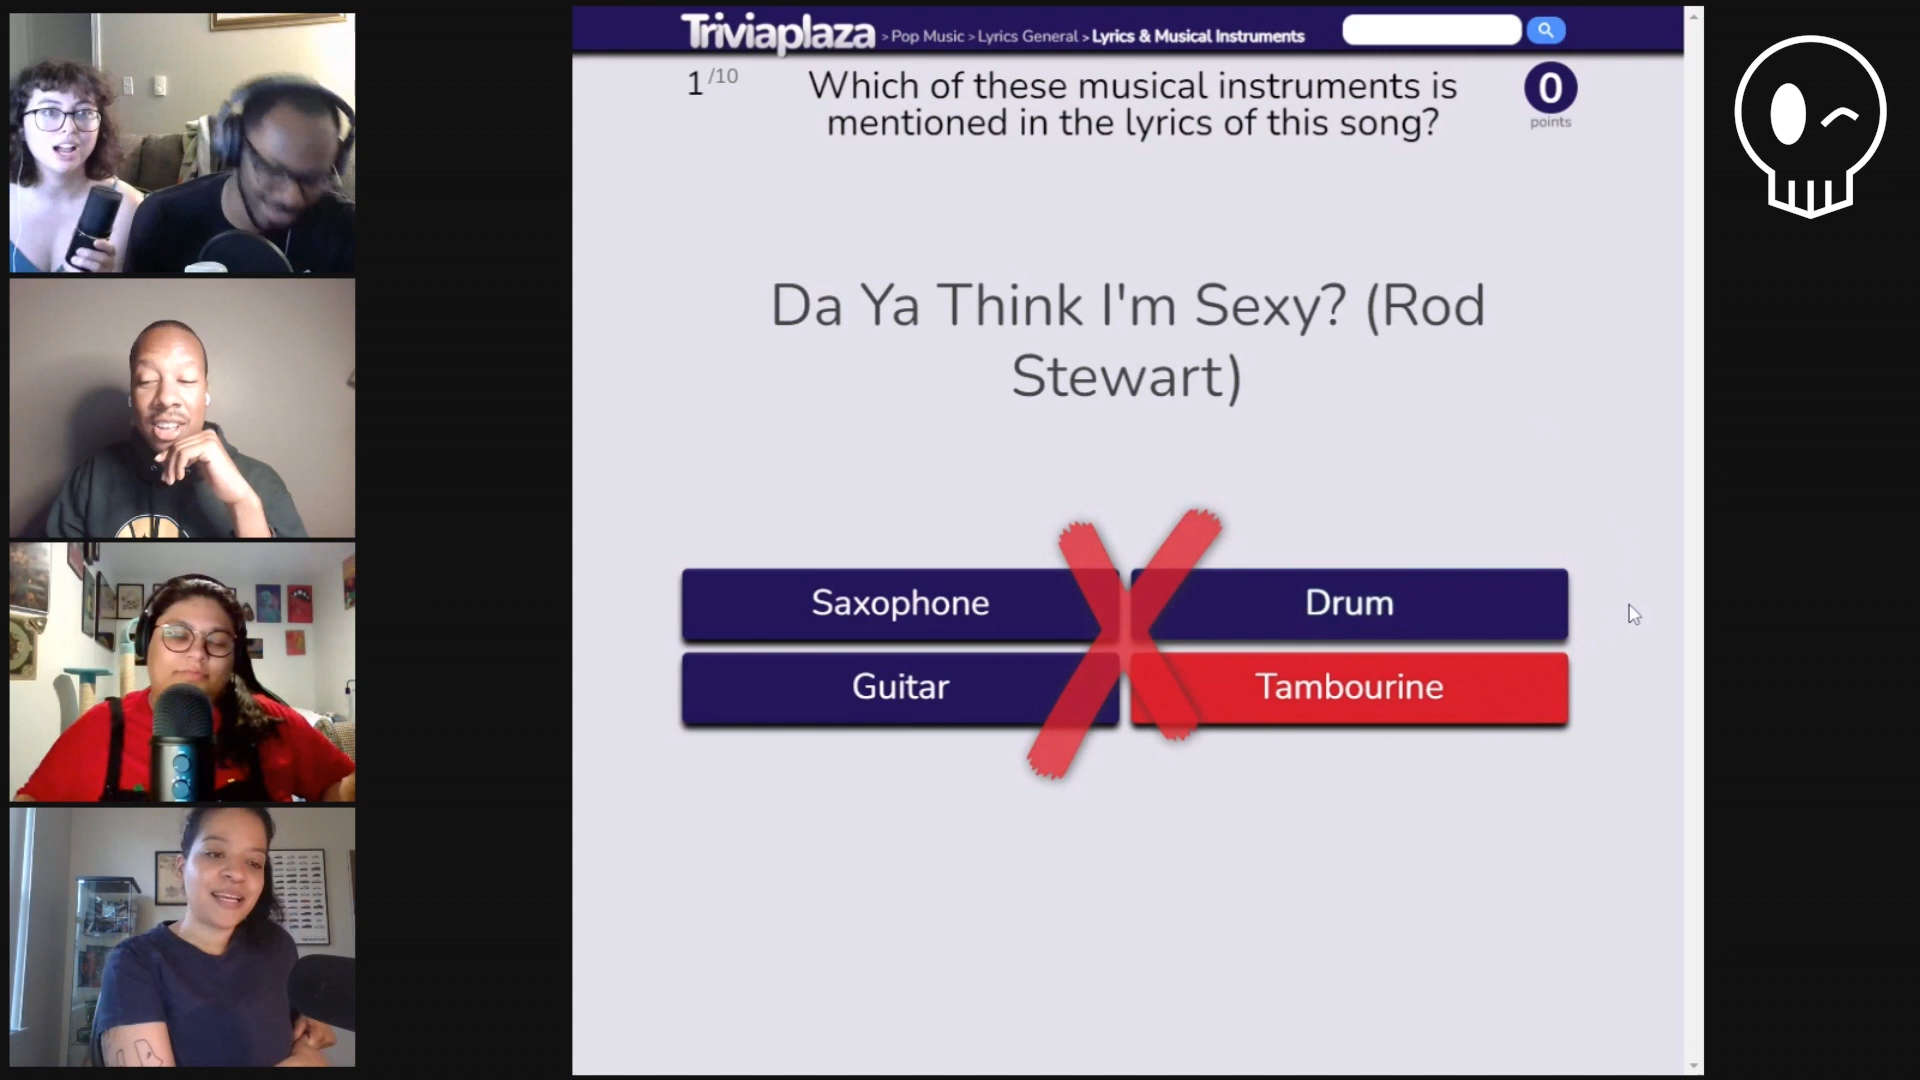 Triviaplaza > Pop Music > Lyrics General > Lyrics & Musical Instruments
1 /10
Which of these musical instruments is
mentioned in the lyrics of this song?
0
points
Da Ya Think I'm Sexy? (Rod
Stewart)
Saxophone
Drum
Guitar
Tambourine